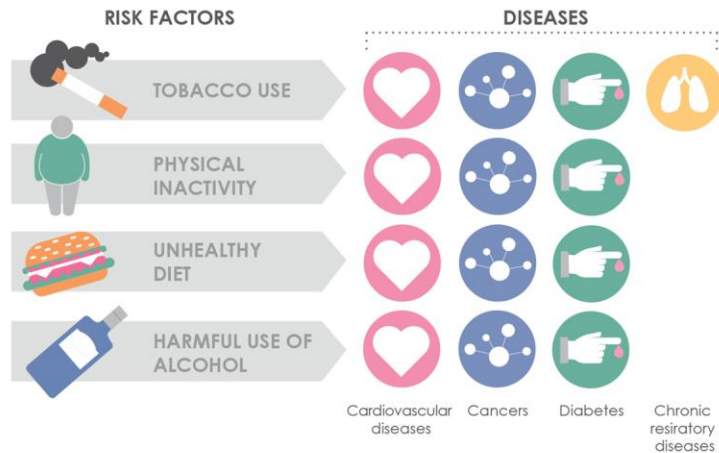 RISK FACTORS
DISEASES
TOBACCO USE
PHYSICAL
INACTIVITY
UNHEALTHY
DIET
HARMFUL USE OF
ALCOHOL
Cardiovascular
diseases
Cancers
Diabetes
Chronic
resiratory
diseases